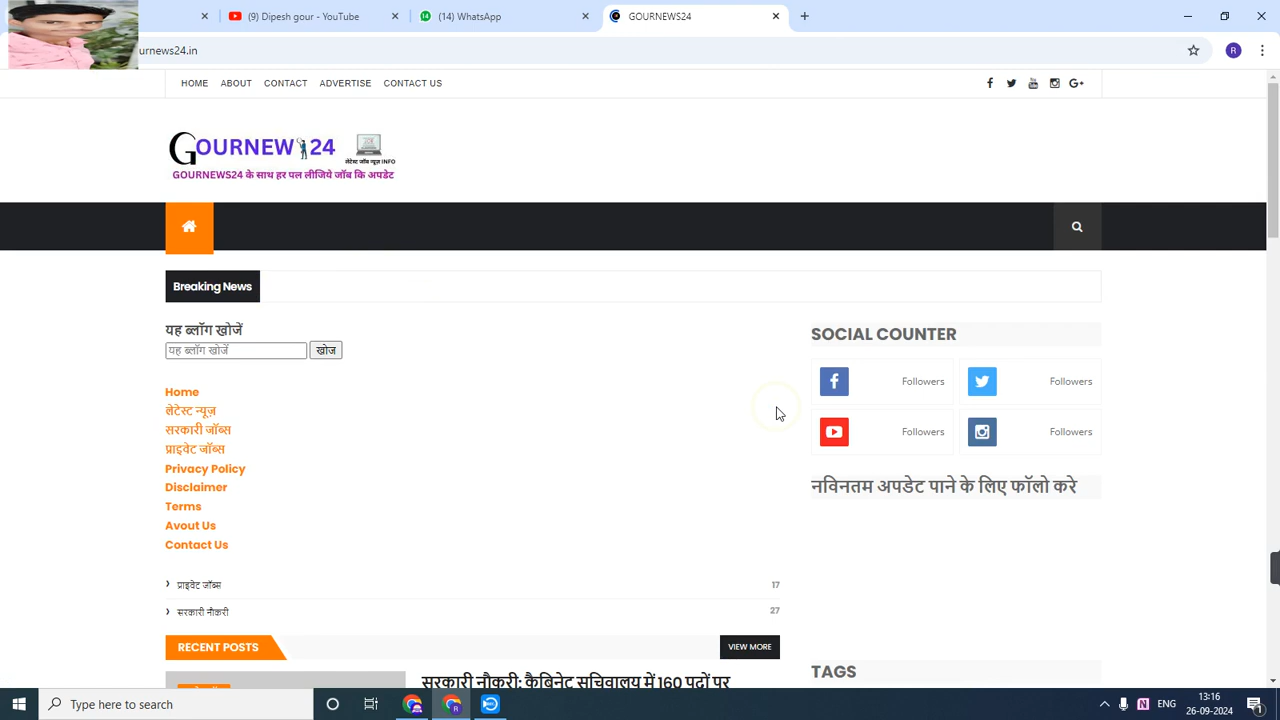 (9) Dipesh gour - YouTube
(14) WhatsApp
GOURNEWS24
urnews24.in
R
HOME ABOUT CONTACT ADVERTISE CONTACT US
GOURNEW 24
लेटेस्ट जॉब न्यूज़ INFO
GOURNEWS24 के साथ हर पल लीजिये जॉब कि अपडेट
Breaking News
यह ब्लॉग खोजें
यह ब्लॉग खोजें खोज
SOCIAL COUNTER
Followers Followers
Followers Followers
Home
लेटेस्ट न्यूज़
सरकारी जॉब्स
प्राइवेट जॉब्स
Privacy Policy
Disclaimer
Terms
Avout Us
Contact Us
नविनतम अपडेट पाने के लिए फॉलो करे
प्राइवेट जॉब्स 17
सरकारी नौकरी 27
RECENT POSTS VIEW MORE
सरकारी नौकरी: कैबिनेट सचिवालय में 160 पदों पर
TAGS
Type here to search
ENG
13:16
26-09-2024